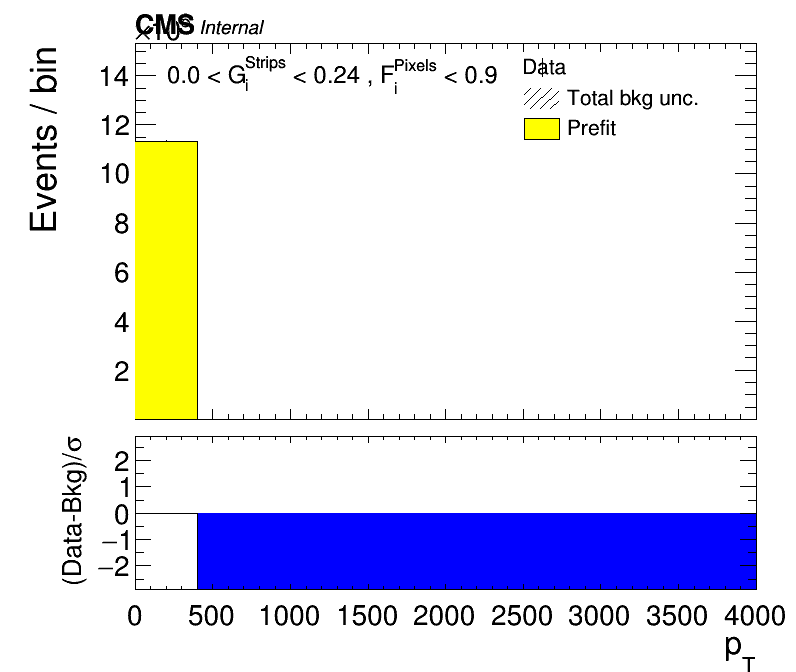 CMS Internal
0.0 < G_i^Strips < 0.24 , F_i^Pixels < 0.9
Data
Total bkg unc.
Prefit
Events / bin
14
12
10
8
6
4
2
(Data-Bkg)/σ
2
1
0
−1
−2
0 500 1000 1500 2000 2500 3000 3500 4000
p_T